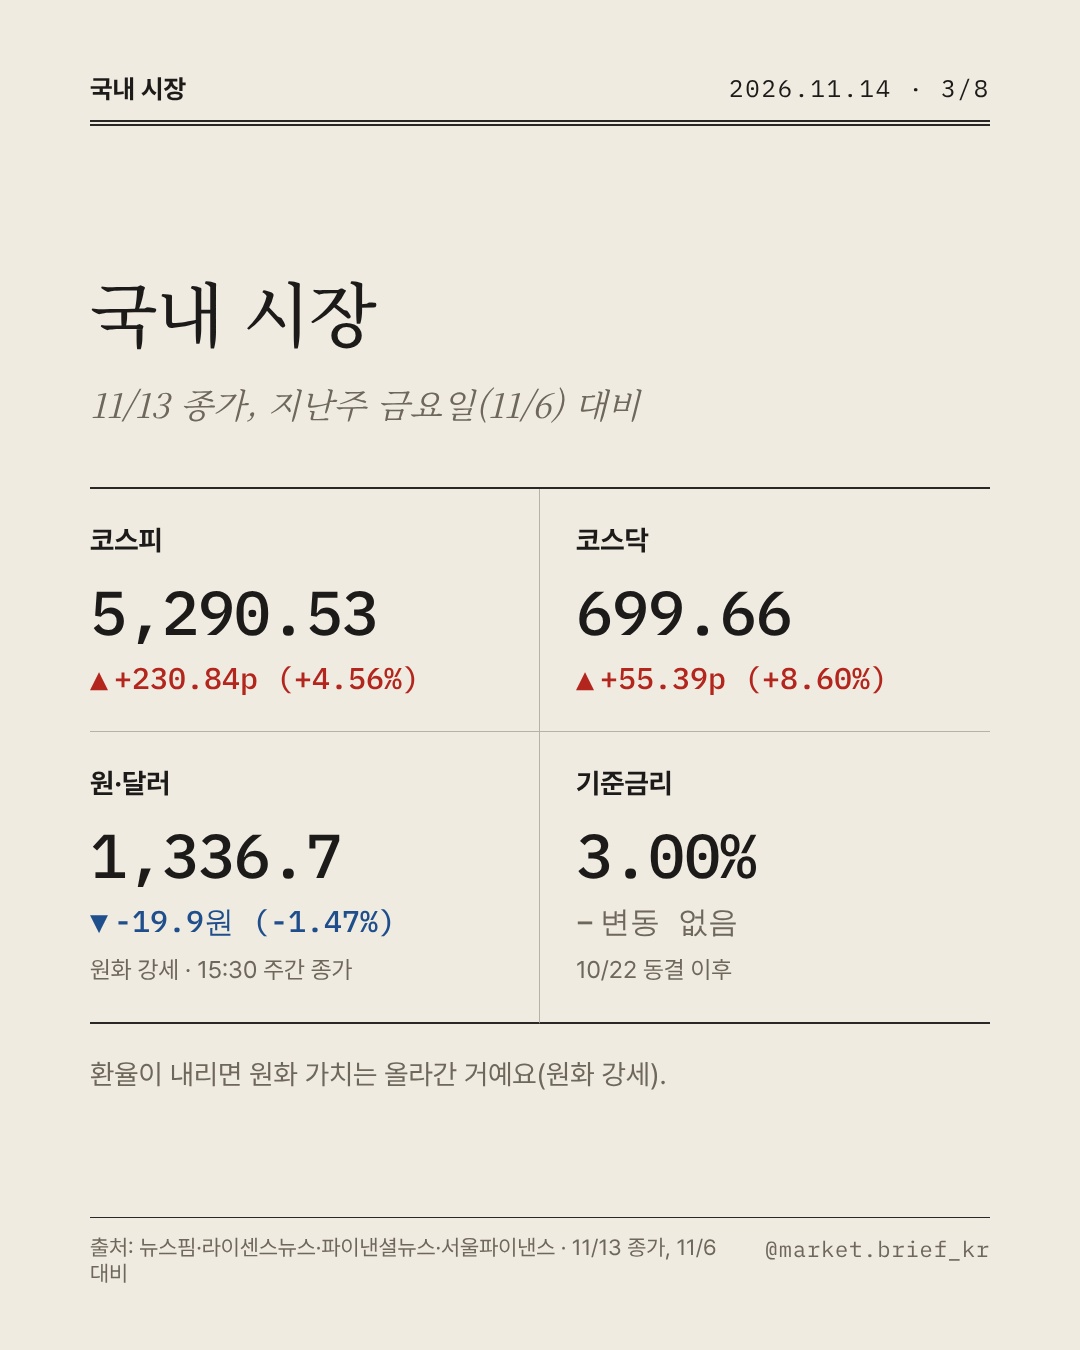 국내 시장
2026.11.14 · 3/8
국내 시장
11/13 종가, 지난주 금요일(11/6) 대비
코스피
5,290.53
▲+230.84p (+4.56%)
코스닥
699.66
▲+55.39p (+8.60%)
원·달러
1,336.7
▼-19.9원 (-1.47%)
원화 강세 · 15:30 주간 종가
기준금리
3.00%
– 변동 없음
10/22 동결 이후
환율이 내리면 원화 가치는 올라간 거예요(원화 강세).
출처: 뉴스핌·라이센스뉴스·파이낸셜뉴스·서울파이낸스 · 11/13 종가, 11/6
대비
@market.brief_kr